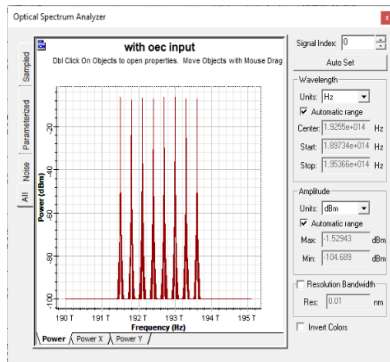 Optical Spectrum Analyzer
x
with oec input
Dbl Click On Objects to open properties. Move Objects with Mouse Drag
Sampled
Parameterized
Noise
All
Power (dBm)
-20
-40
-60
-80
-100
190 T 191 T 192 T 193 T 194 T 195 T
Frequency (Hz)
Power Power X Power Y
Signal Index: 0
Auto Set
Wavelength
Units: Hz
Automatic range
Center: 1.9255e+014 Hz
Start: 1.89734e+014 Hz
Stop: 1.95366e+014 Hz
Amplitude
Units: dBm
Automatic range
Max: -1.52943 dBm
Min: -104.689 dBm
Resolution Bandwidth
Res: 0.01 nm
Invert Colors